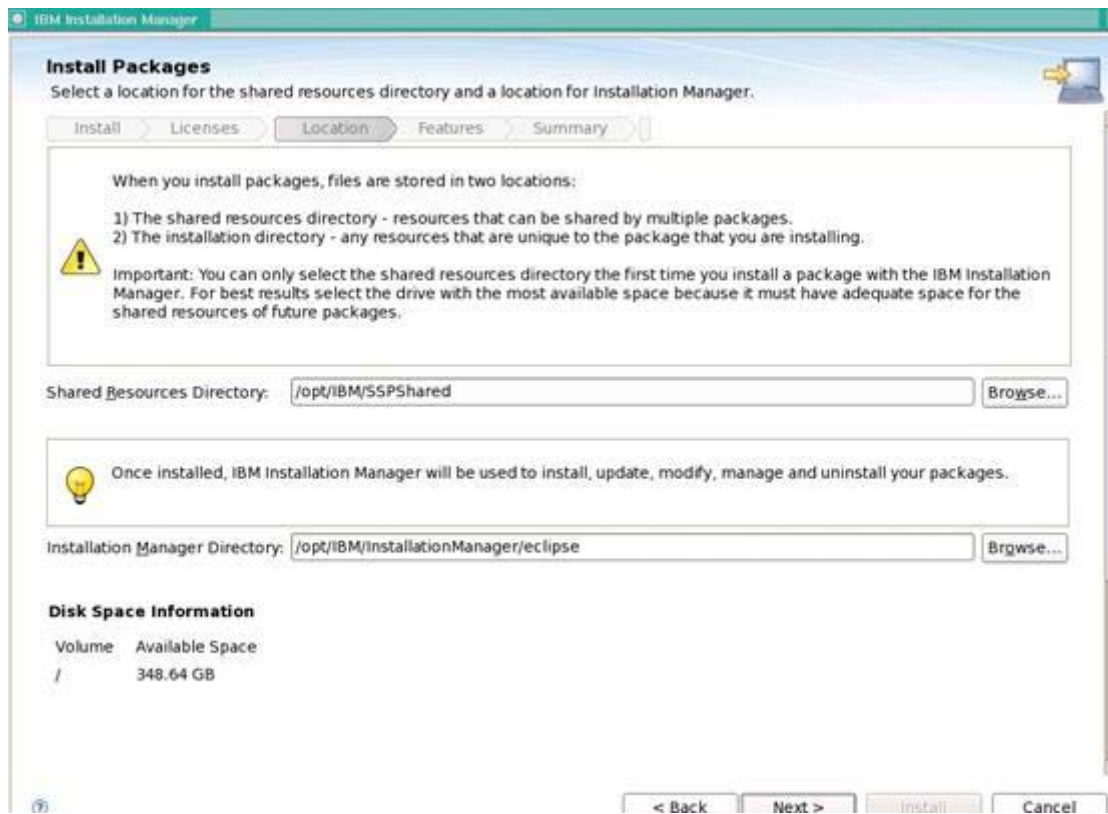 IBM Installation Manager
Install Packages
Select a location for the shared resources directory and a location for Installation Manager.
Install Licenses Location Features Summary
When you install packages, files are stored in two locations:
1) The shared resources directory - resources that can be shared by multiple packages.
2) The installation directory - any resources that are unique to the package that you are installing.
Important: You can only select the shared resources directory the first time you install a package with the IBM Installation
Manager. For best results select the drive with the most available space because it must have adequate space for the
shared resources of future packages.
Shared Resources Directory: /opt/IBM/SSPShared Browse...
Once installed, IBM Installation Manager will be used to install, update, modify, manage and uninstall your packages.
Installation Manager Directory: /opt/IBM/InstallationManager/eclipse Browse...
Disk Space Information
Volume Available Space
/ 348.64 GB
? < Back Next > Install Cancel